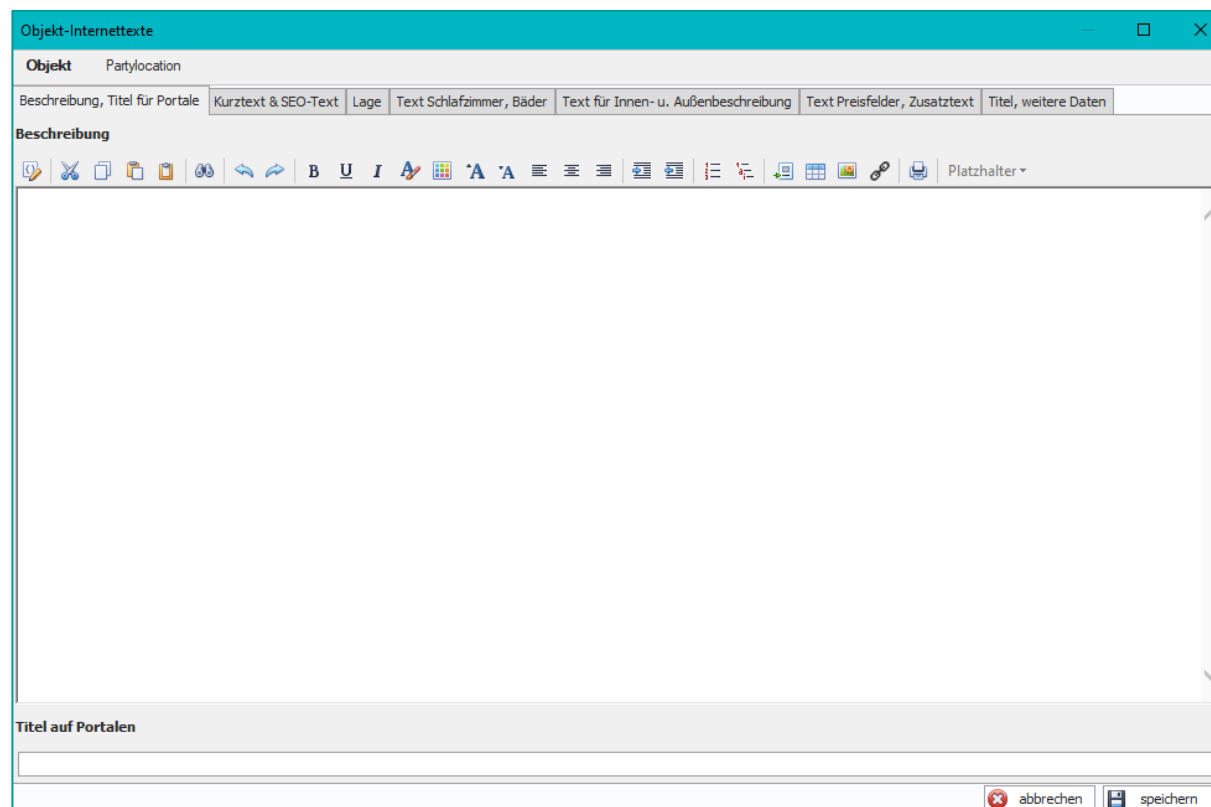 Objekt-Internettexte
Objekt Partylocation
Beschreibung, Titel für Portale Kurztext & SEO-Text Lage Text Schlafzimmer, Bäder Text für Innen- u. Außenbeschreibung Text Preisfelder, Zusatztext Titel, weitere Daten
Beschreibung
B U I A A A Platzhalter
Titel auf Portalen
abbrechen speichern